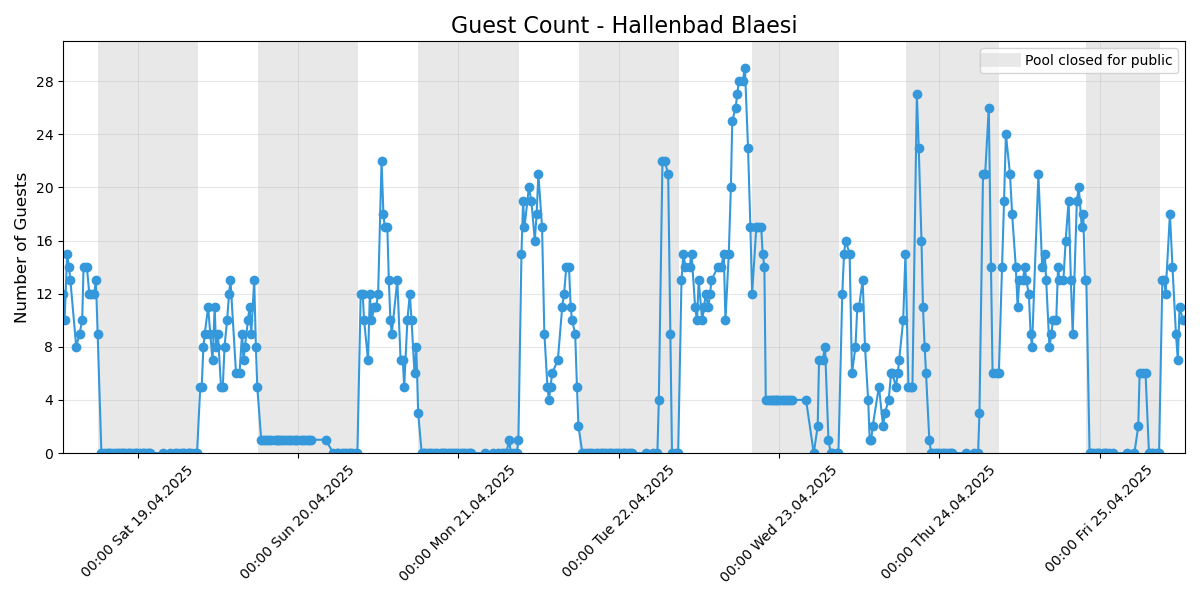 Guest Count - Hallenbad Blaesi
Pool closed for public
Number of Guests
28
24
20
16
12
8
4
0
00:00 Sat 19.04.2025
00:00 Sun 20.04.2025
00:00 Mon 21.04.2025
00:00 Tue 22.04.2025
00:00 Wed 23.04.2025
00:00 Thu 24.04.2025
00:00 Fri 25.04.2025